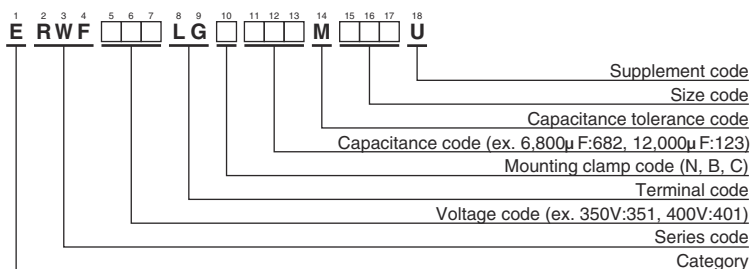 1 2 3 4 5 6 7 8 9 10 11 12 13 14 15 16 17 18
E RWF □□□ LG □ □□□ M □□□ U
Supplement code
Size code
Capacitance tolerance code
Capacitance code (ex. 6,800μF:682, 12,000μF:123)
Mounting clamp code (N, B, C)
Terminal code
Voltage code (ex. 350V:351, 400V:401)
Series code
Category